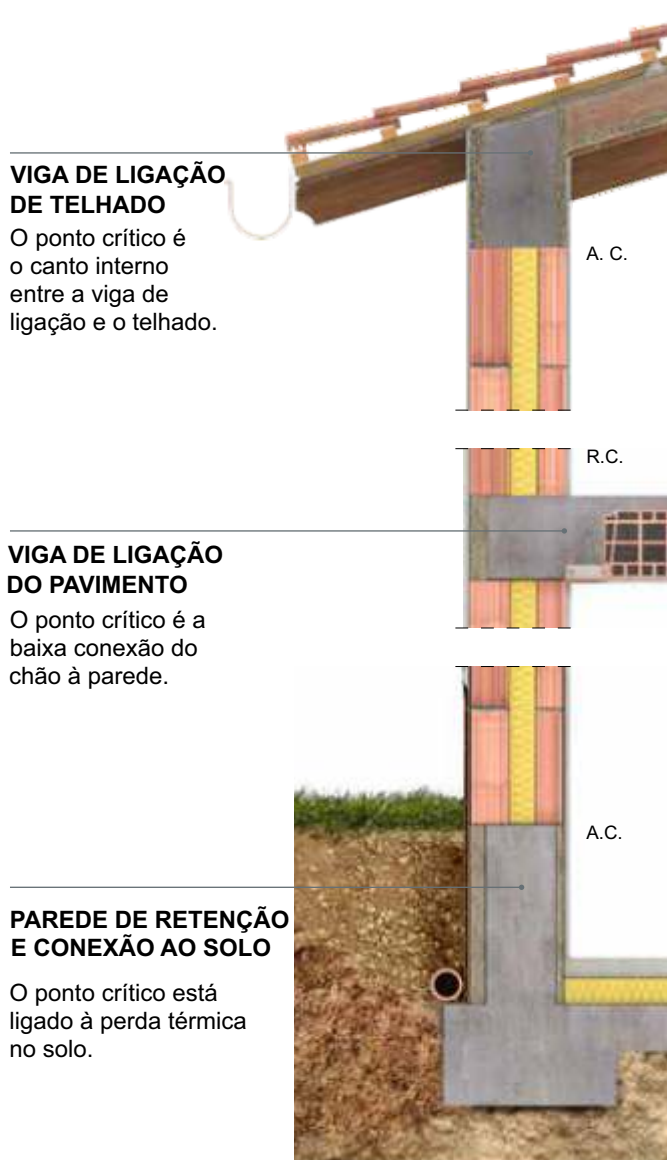 VIGA DE LIGAÇÃO
DE TELHADO
O ponto crítico é
o canto interno
entre a viga de
ligação e o telhado.
A. C.
R.C.
VIGA DE LIGAÇÃO
DO PAVIMENTO
O ponto crítico é a
baixa conexão do
chão à parede.
A.C.
PAREDE DE RETENÇÃO
E CONEXÃO AO SOLO
O ponto crítico está
ligado à perda térmica
no solo.